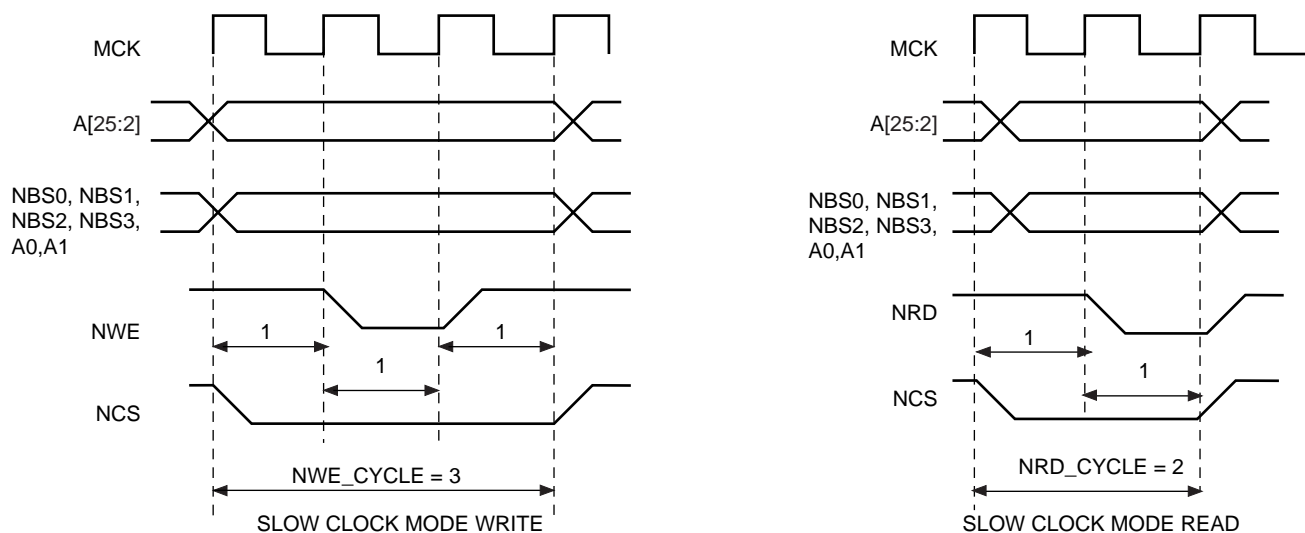 MCK
A[25:2]
NBS0, NBS1,
NBS2, NBS3,
A0,A1
NWE
1
1
1
NCS
NWE_CYCLE = 3
SLOW CLOCK MODE WRITE
MCK
A[25:2]
NBS0, NBS1,
NBS2, NBS3,
A0,A1
NRD
1
1
NCS
NRD_CYCLE = 2
SLOW CLOCK MODE READ